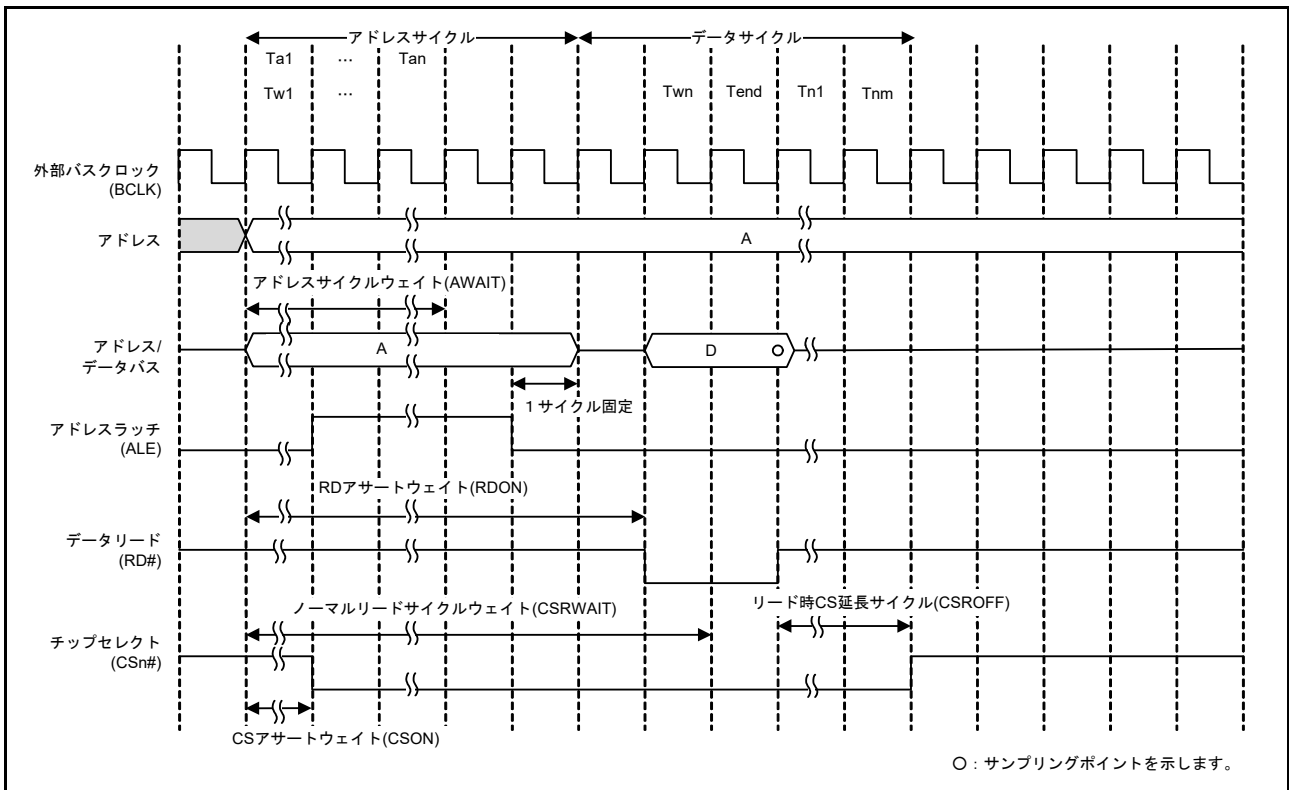 アドレスサイクル データサイクル
Ta1 … Tan
Tw1 … Twn Tend Tn1 Tnm
外部バスクロック
(BCLK)
アドレス A
アドレスサイクルウェイト(AWAIT)
アドレス/
データバス
A D
1サイクル固定
アドレスラッチ
(ALE)
RDアサートウェイト(RDON)
データリード
(RD#)
ノーマルリードサイクルウェイト(CSRWAIT) リード時CS延長サイクル(CSROFF)
チップセレクト
(CSn#)
CSアサートウェイト(CSON)
○：サンプリングポイントを示します。